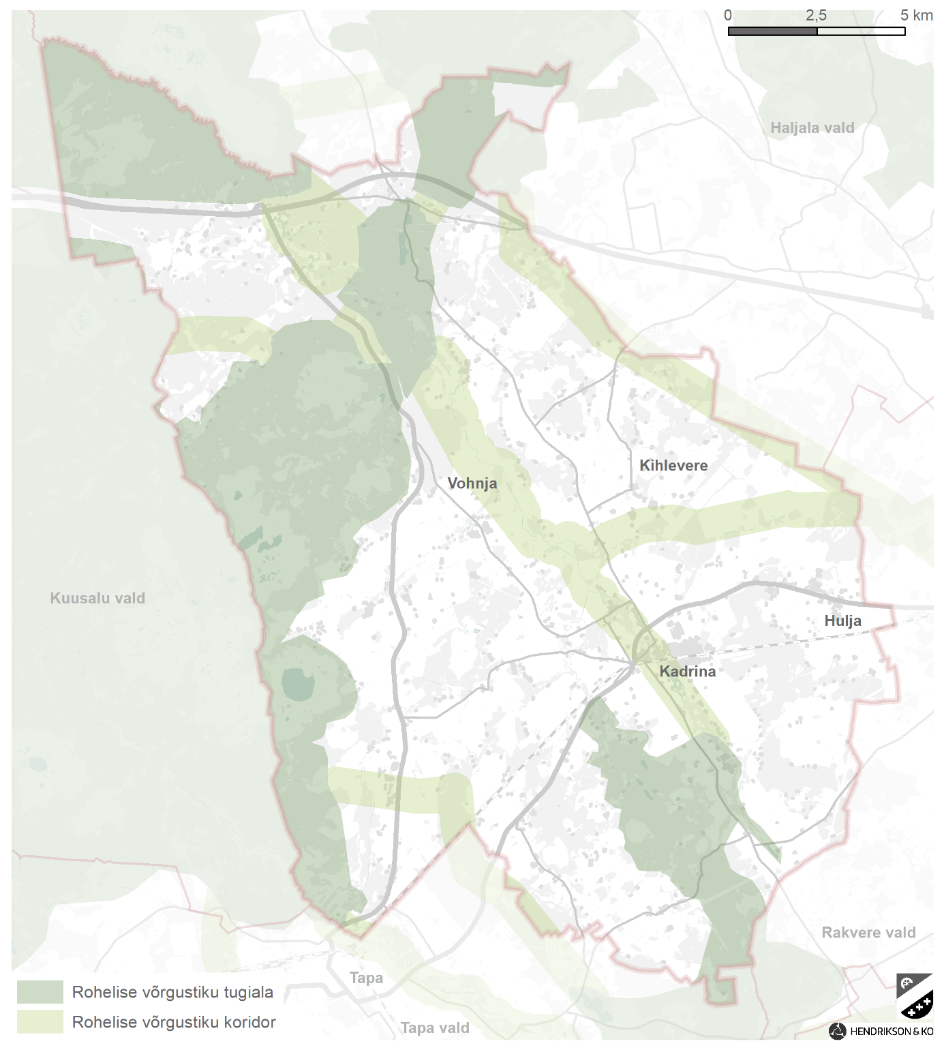 0 2,5 5 km
Haljala vald
Kihlevere
Vohnja
Kuusalu vald
Hulja
Kadrina
Rakvere vald
Tapa
Tapa vald
Rohelise võrgustiku tugiala
Rohelise võrgustiku koridor
HENDRIKSON & KO